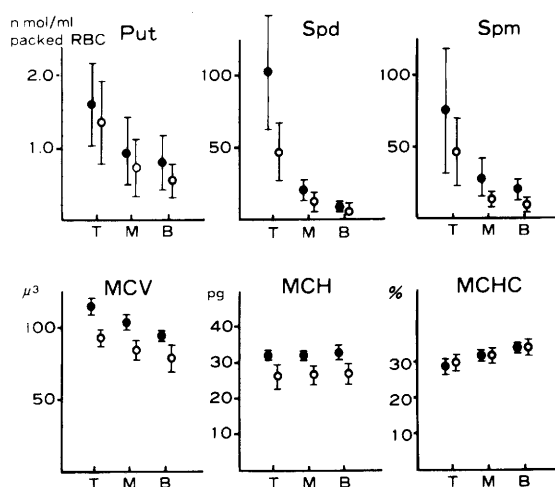 n mol/ml
packed RBC
Put
Spd
Spm
2.0
1.0
100
50
100
50
T M B
T M B
T M B
μ³
MCV
pg
MCH
%
MCHC
100
50
40
30
20
10
30
20
10
T M B
T M B
T M B